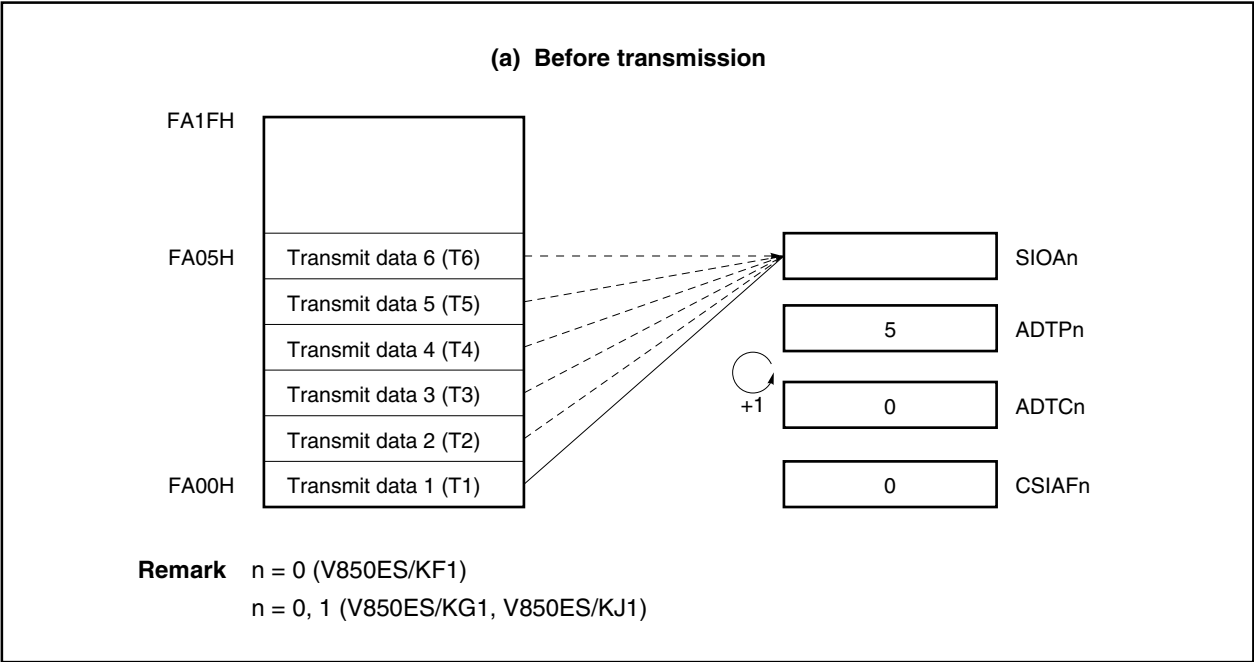 (a) Before transmission
FA1FH
FA05H
Transmit data 6 (T6)
SIOAn
Transmit data 5 (T5)
5
ADTPn
Transmit data 4 (T4)
Transmit data 3 (T3)
+1
0
ADTCn
Transmit data 2 (T2)
FA00H
Transmit data 1 (T1)
0
CSIAFn
Remark n = 0 (V850ES/KF1)
n = 0, 1 (V850ES/KG1, V850ES/KJ1)